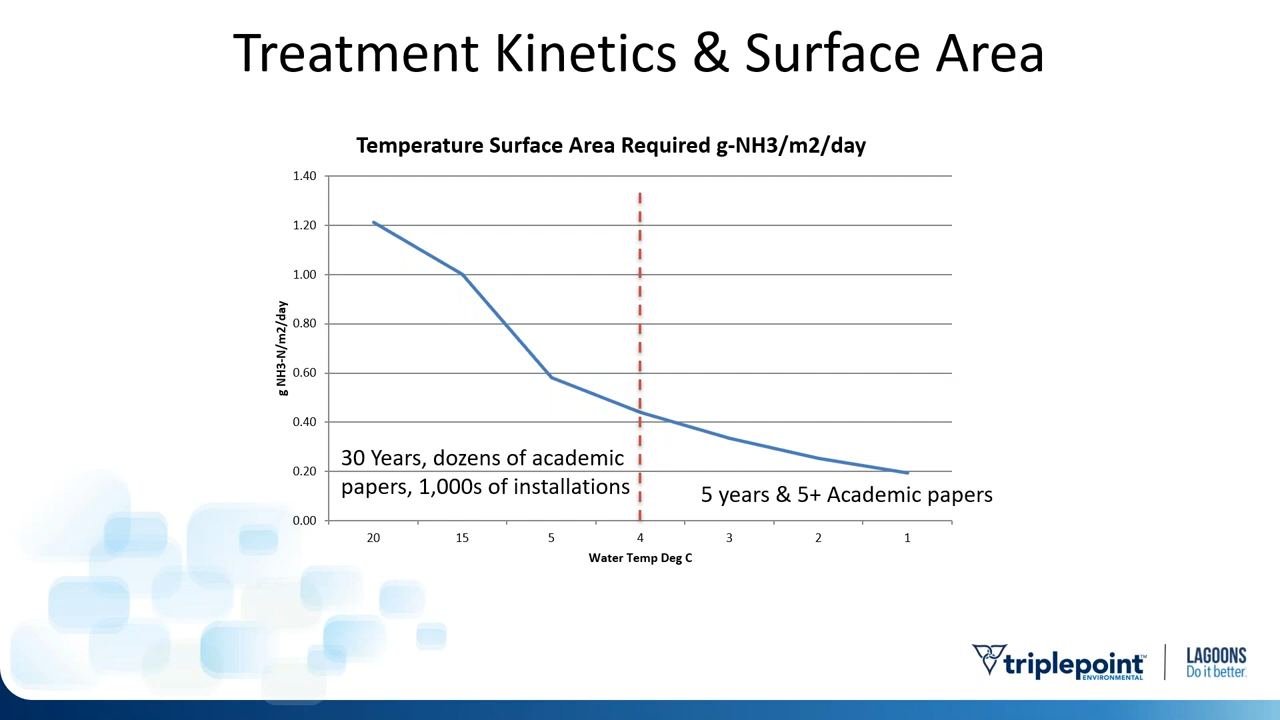 Treatment Kinetics & Surface Area
Temperature Surface Area Required g-NH3/m2/day
g NH3-N/m2/day
1.40
1.20
1.00
0.80
0.60
0.40
0.20
0.00
30 Years, dozens of academic
papers, 1,000s of installations
5 years & 5+ Academic papers
20 15 5 4 3 2 1
Water Temp Deg C
triplepoint™
ENVIRONMENTAL
LAGOONS
Do it better.